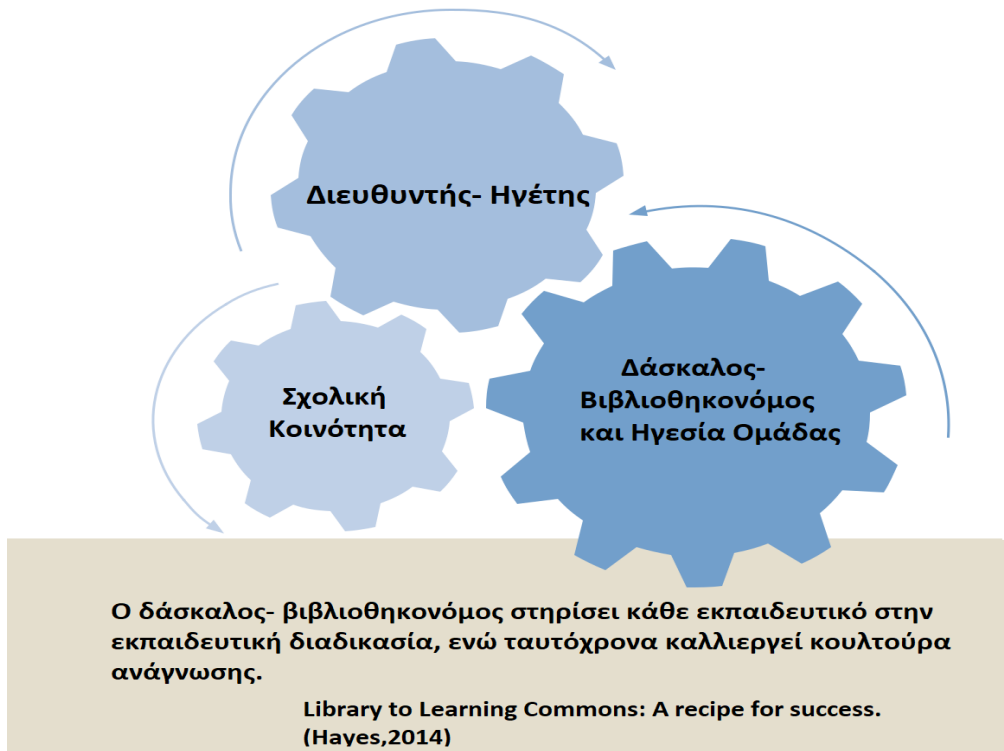 Διευθυντής- Ηγέτης
Σχολική
Κοινότητα
Δάσκαλος-
Βιβλιοθηκονόμος
και Ηγεσία Ομάδας
Ο δάσκαλος- βιβλιοθηκονόμος στηρίσει κάθε εκπαιδευτικό στην
εκπαιδευτική διαδικασία, ενώ ταυτόχρονα καλλιεργεί κουλτούρα
ανάγνωσης.
Library to Learning Commons: A recipe for success.
(Hayes,2014)